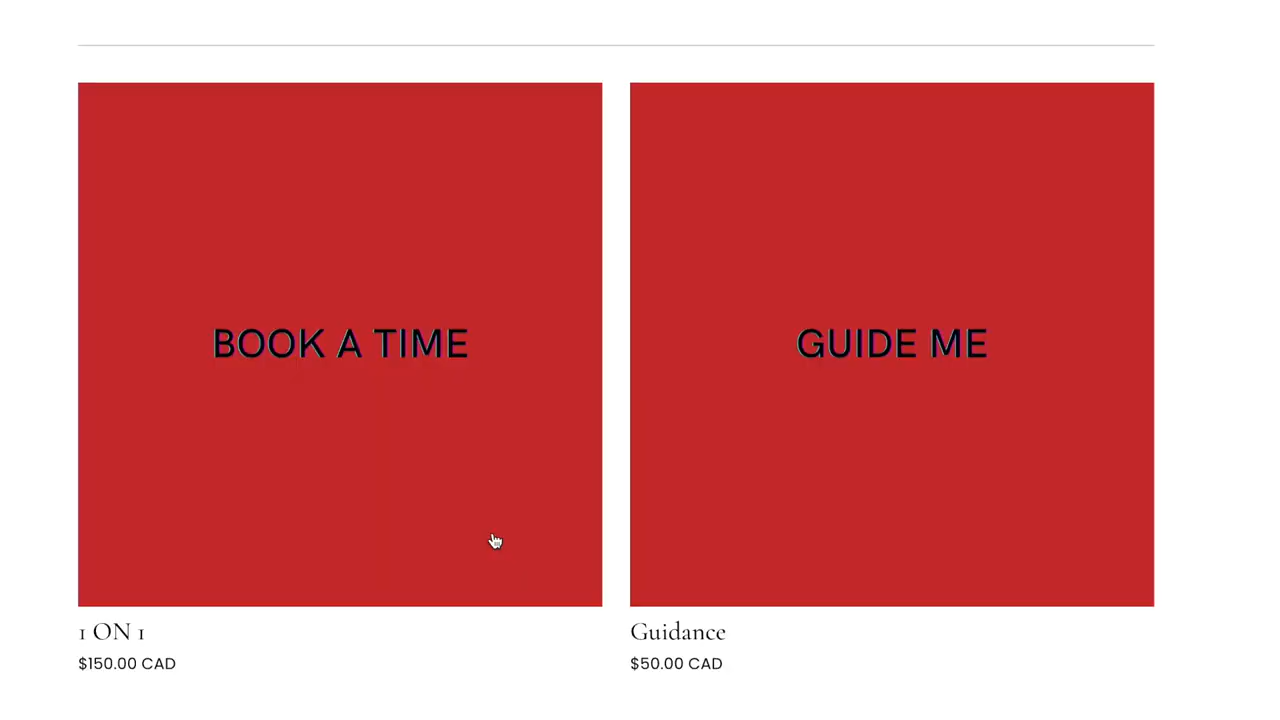 BOOK A TIME
GUIDE ME
1 ON 1
$150.00 CAD
Guidance
$50.00 CAD